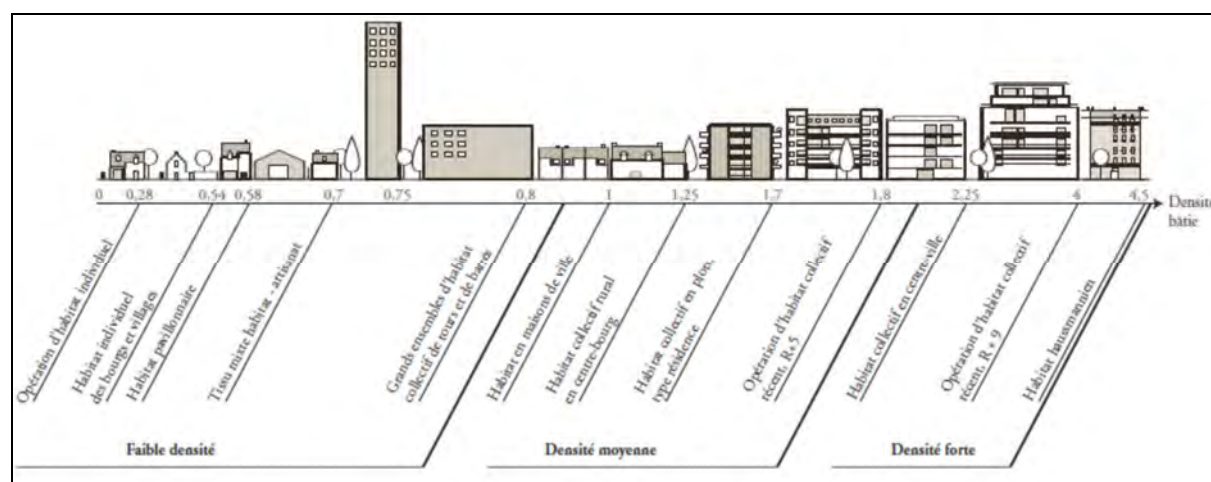 0 0,28 0,54 0,58 0,7 0,75 0,8 1 1,25 1,7 1,8 2,25 4 4,5
Densité
bâtie
Opération d'habitat individuel
Habitat individuel
des bourgs et villages
Habitat pavillonnaire
Tissu mixte habitat - artisanat
Grands ensembles d'habitat
collectif de tours et de barres
Habitat en maisons de ville
Habitat collectif rural
en centre-bourg
Habitat collectif en plot,
type résidence
Opération d'habitat collectif
récent, R+5
Habitat collectif en centre-ville
Opération d'habitat collectif
récent, R + 9
Habitat haussmannien
Faible densité
Densité moyenne
Densité forte